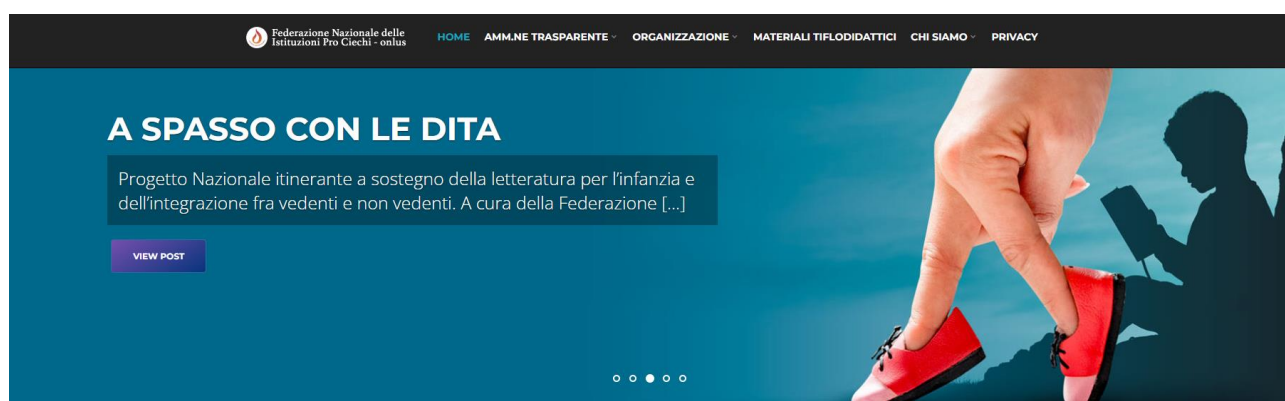 Federazione Nazionale delle
Istituzioni Pro Ciechi - onlus
HOME AMM.NE TRASPARENTE ORGANIZZAZIONE MATERIALI TIFLODIDATTICI CHI SIAMO PRIVACY
A SPASSO CON LE DITA
Progetto Nazionale itinerante a sostegno della letteratura per l’infanzia e
dell’integrazione fra vedenti e non vedenti. A cura della Federazione [...]
VIEW POST